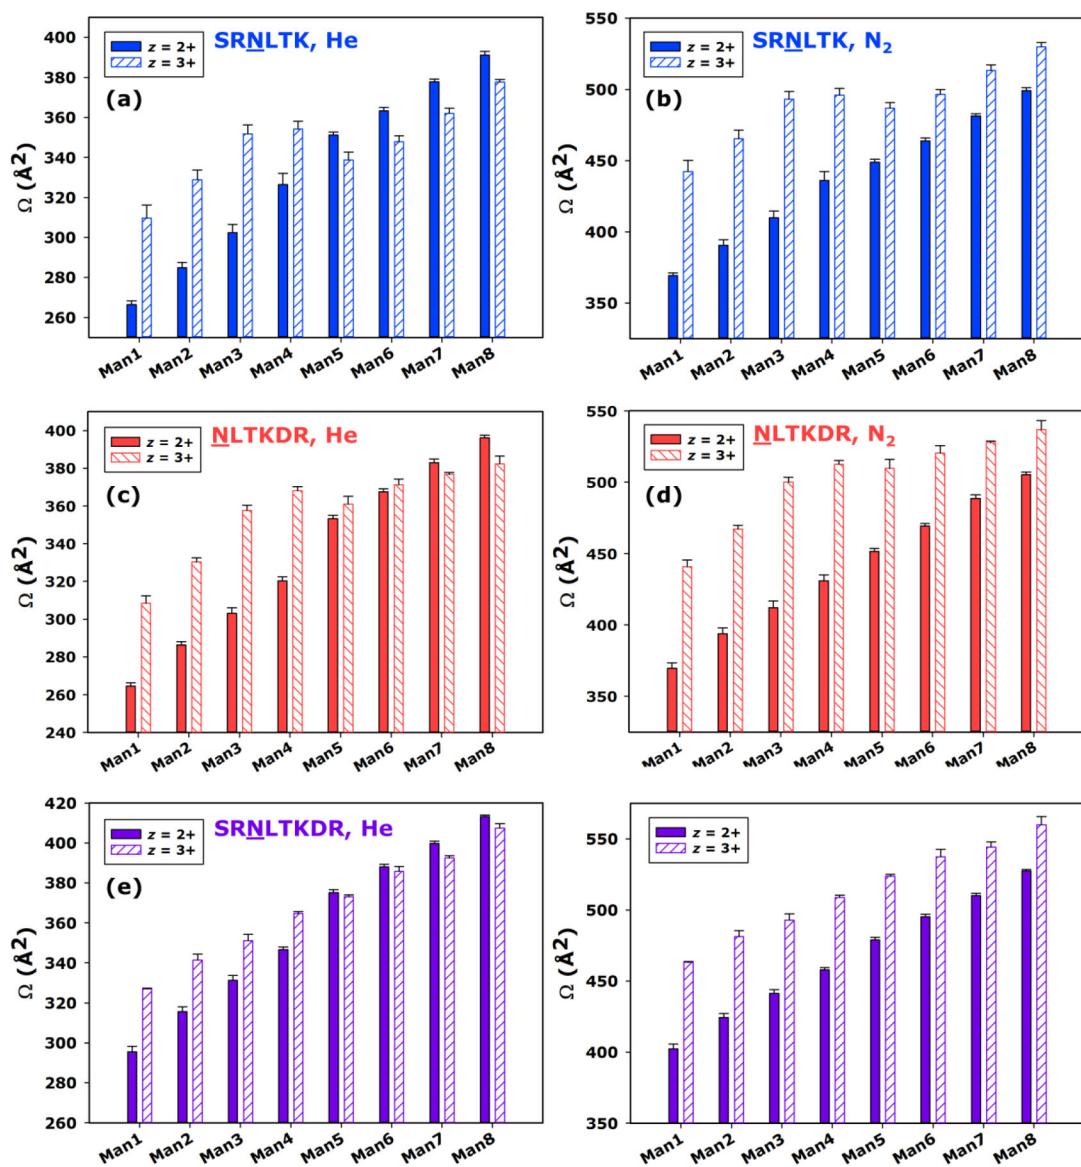 SRNLTK, He
z = 2+
z = 3+
(a)
Ω (Å²)
400
380
360
340
320
300
280
260
Man1 Man2 Man3 Man4 Man5 Man6 Man7 Man8
SRNLTK, N₂
z = 2+
z = 3+
(b)
Ω (Å²)
550
500
450
400
350
Man1 Man2 Man3 Man4 Man5 Man6 Man7 Man8
NLTKDR, He
z = 2+
z = 3+
(c)
Ω (Å²)
400
380
360
340
320
300
280
260
240
Man1 Man2 Man3 Man4 Man5 Man6 Man7 Man8
NLTKDR, N₂
z = 2+
z = 3+
(d)
Ω (Å²)
550
500
450
400
350
Man1 Man2 Man3 Man4 Man5 Man6 Man7 Man8
SRNLTKDR, He
z = 2+
z = 3+
(e)
Ω (Å²)
420
400
380
360
340
320
300
280
260
Man1 Man2 Man3 Man4 Man5 Man6 Man7 Man8
z = 2+
z = 3+
Ω (Å²)
550
500
450
400
350
Man1 Man2 Man3 Man4 Man5 Man6 Man7 Man8